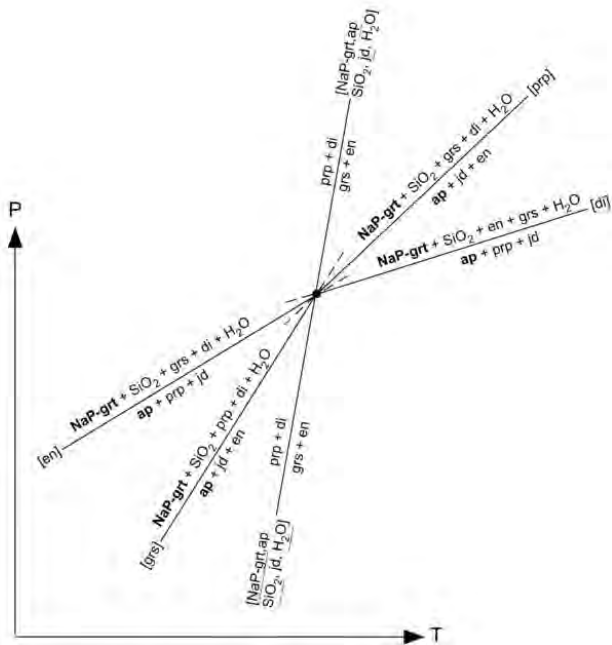 [NaP-grt,ap
SiO₂, jd, H₂O]
prp + di
grs + en
[prp]
NaP-grt + SiO₂ + grs + di + H₂O
ap + jd + en
[di]
NaP-grt + SiO₂ + en + grs + H₂O
ap + prp + jd
P
NaP-grt + SiO₂ + grs + di + H₂O
ap + prp + jd
[en]
NaP-grt + SiO₂ + prp + di + H₂O
ap + jd + en
[grs]
prp + di
grs + en
[NaP-grt,ap
SiO₂, jd, H₂O]
T